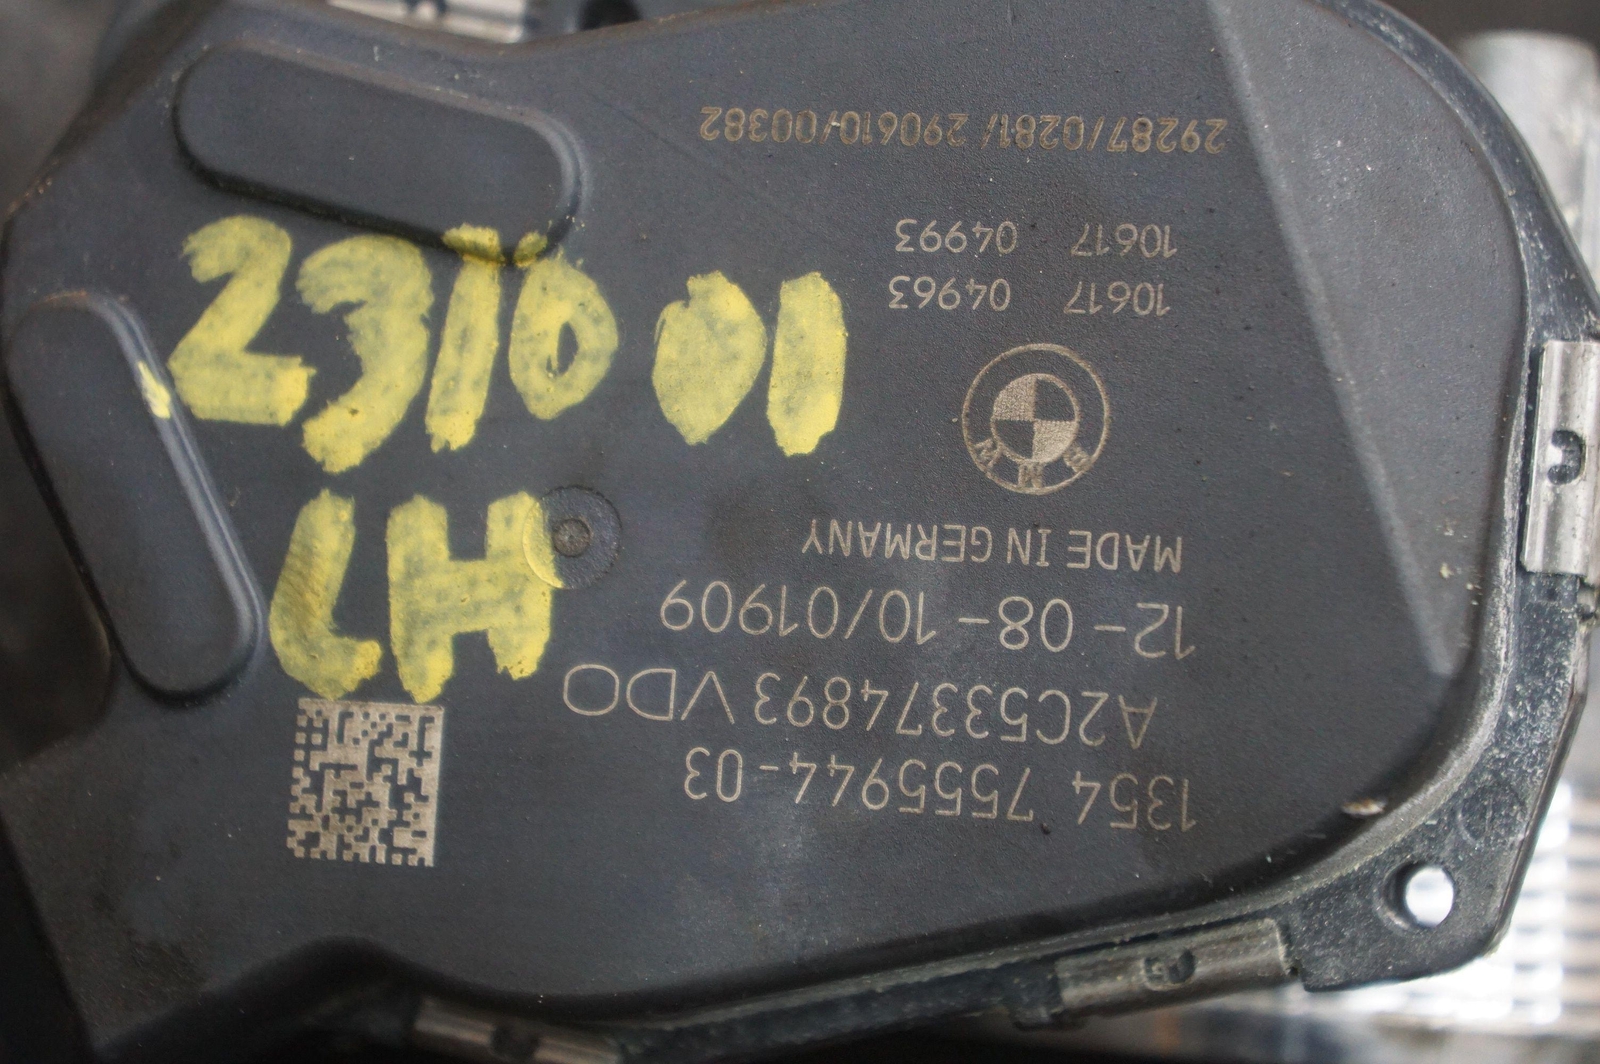 1354 7555944-03
A2C53374893 VDO
12-08-10/01909
MADE IN GERMANY
BMW
10617 04963
10617 04993
29287/0281/290610/00382
231001
LH